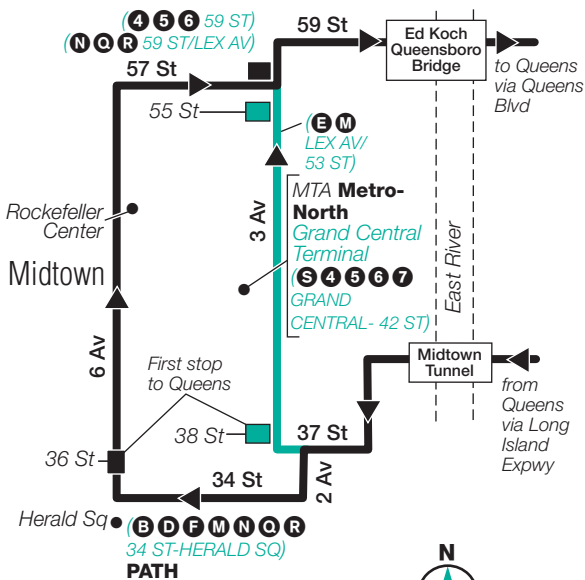 (4 5 6 59 ST)
(N Q R 59 ST/LEX AV)
59 St
Ed Koch
Queensboro
Bridge
to Queens
via Queens
Blvd
57 St
55 St
(E M
LEX AV/
53 ST)
MTA Metro-
North
Grand Central
Terminal
(S 4 5 6 7
GRAND
CENTRAL- 42 ST)
3 Av
East River
Rockefeller
Center
Midtown
6 Av
First stop
to Queens
38 St
36 St
37 St
2 Av
34 St
Midtown
Tunnel
from
Queens
via Long
Island
Expwy
Herald Sq
(B D F M N Q R
34 ST-HERALD SQ)
PATH
N